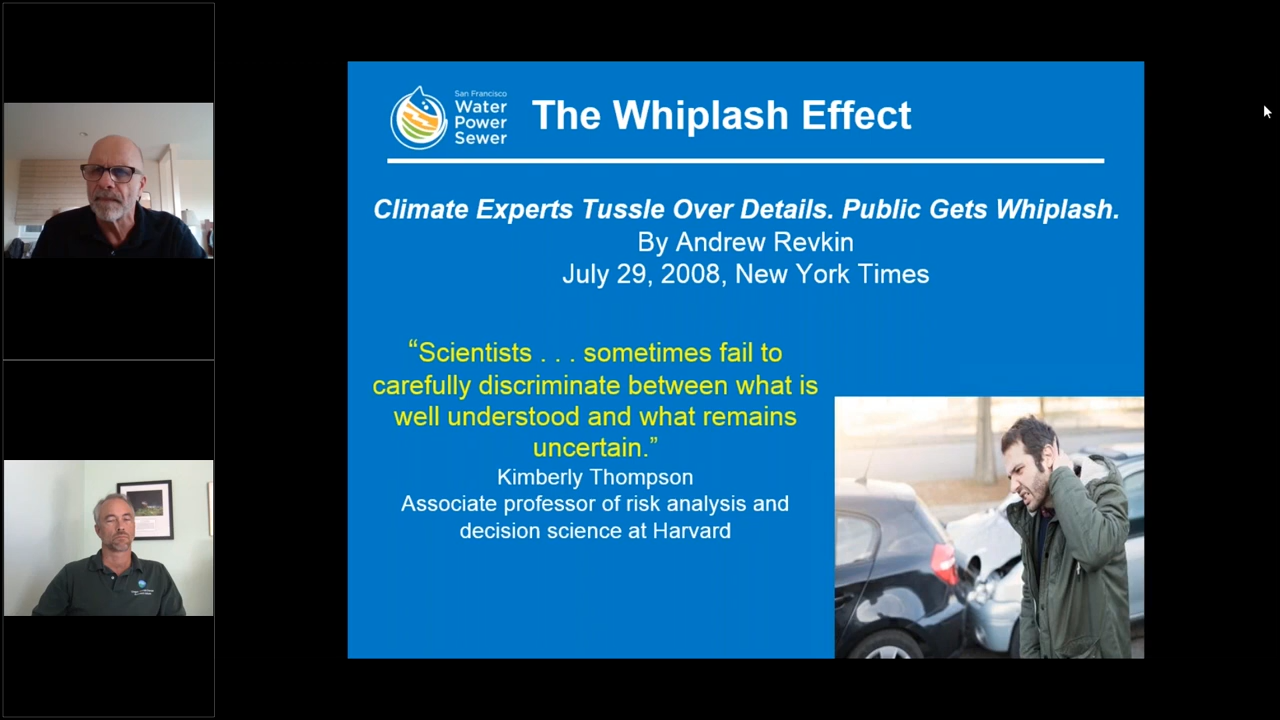 San Francisco
Water
Power
Sewer
The Whiplash Effect
Climate Experts Tussle Over Details. Public Gets Whiplash.
By Andrew Revkin
July 29, 2008, New York Times
“Scientists . . . sometimes fail to
carefully discriminate between what is
well understood and what remains
uncertain.”
Kimberly Thompson
Associate professor of risk analysis and
decision science at Harvard